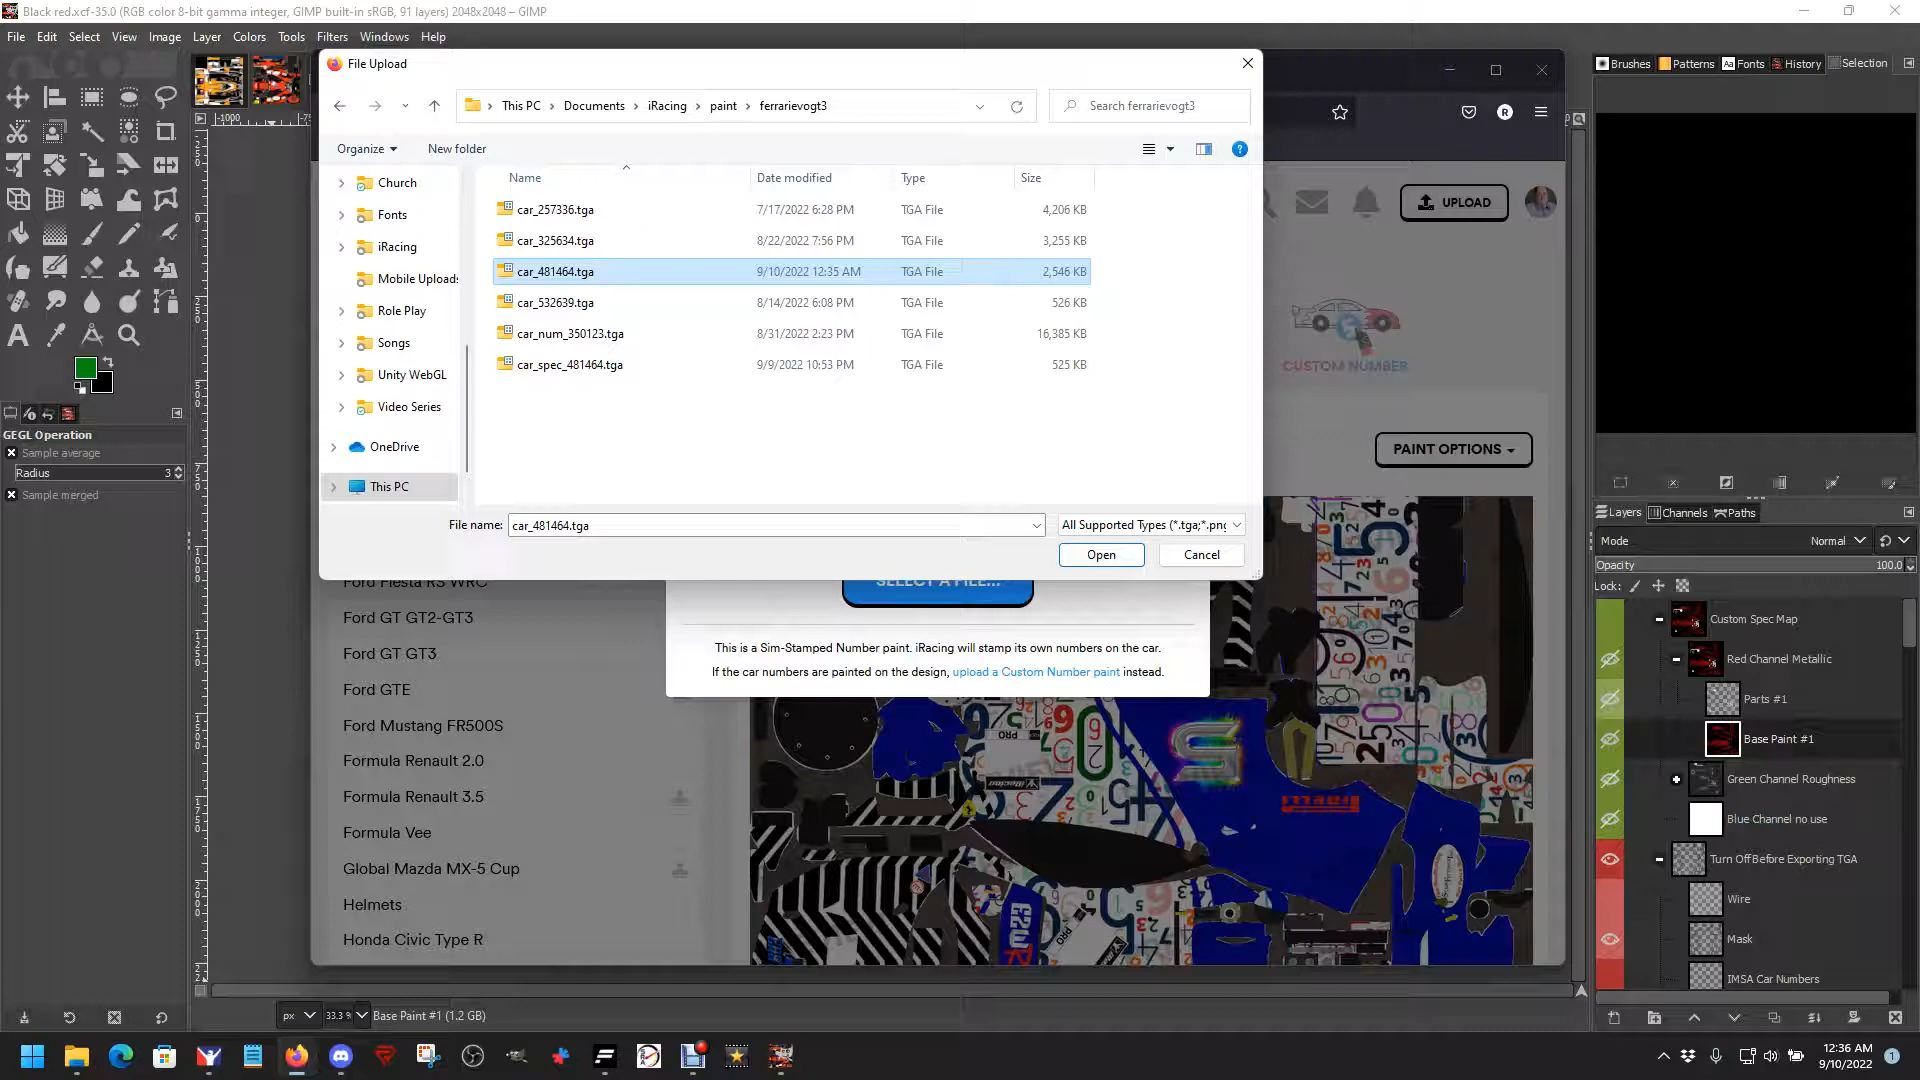 Black red.xcf-35.0 (RGB color 8-bit gamma integer, GIMP built-in sRGB, 91 layers) 2048x2048 – GIMP
File Edit Select View Image Layer Colors Tools Filters Windows Help
File Upload
This PC > Documents > iRacing > paint > ferrarievogt3
Search ferrarievogt3
Organize
New folder
Name
Date modified
Type
Size
car_257336.tga 7/17/2022 6:28 PM TGA File 4,206 KB
car_325634.tga 8/22/2022 7:56 PM TGA File 3,255 KB
car_481464.tga 9/10/2022 12:35 AM TGA File 2,546 KB
car_532639.tga 8/14/2022 6:08 PM TGA File 526 KB
car_num_350123.tga 8/31/2022 2:23 PM TGA File 16,385 KB
car_spec_481464.tga 9/9/2022 10:53 PM TGA File 525 KB
Church
Fonts
iRacing
Mobile Uploads
Role Play
Songs
Unity WebGL
Video Series
OneDrive
This PC
File name: car_481464.tga
All Supported Types (*.tga;*.png
Open
Cancel
-1000
GEGL Operation
Sample average
Radius 3
Sample merged
R
UPLOAD
CUSTOM NUMBER
PAINT OPTIONS
SELECT A FILE...
This is a Sim-Stamped Number paint. iRacing will stamp its own numbers on the car.
If the car numbers are painted on the design, upload a Custom Number paint instead.
Ford Fiesta RS WRC
Ford GT GT2-GT3
Ford GT GT3
Ford GTE
Ford Mustang FR500S
Formula Renault 2.0
Formula Renault 3.5
Formula Vee
Global Mazda MX-5 Cup
Helmets
Honda Civic Type R
Brushes
Patterns
Fonts
History
Selection
Layers
Channels
Paths
Mode Normal
Opacity 100.0
Lock:
Custom Spec Map
Red Channel Metallic
Parts #1
Base Paint #1
Green Channel Roughness
Blue Channel no use
Turn Off Before Exporting TGA
Wire
Mask
IMSA Car Numbers
px 33.3 % Base Paint #1 (1.2 GB)
12:36 AM
9/10/2022
1